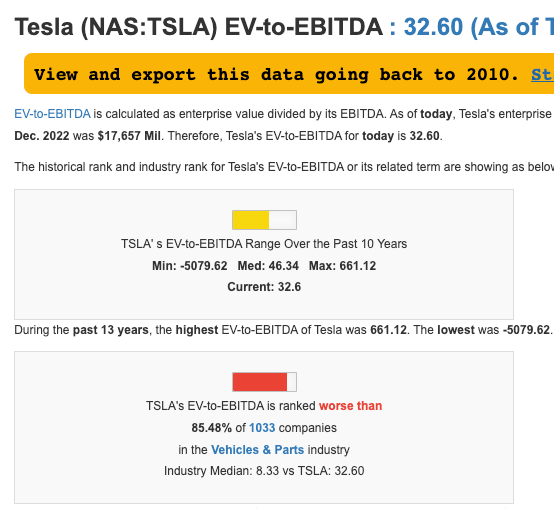 Tesla (NAS:TSLA) EV-to-EBITDA : 32.60 (As of
View and export this data going back to 2010.
EV-to-EBITDA is calculated as enterprise value divided by its EBITDA. As of today, Tesla's enterprise
Dec. 2022 was $17,657 Mil. Therefore, Tesla's EV-to-EBITDA for today is 32.60.
The historical rank and industry rank for Tesla's EV-to-EBITDA or its related term are showing as
TSLA' s EV-to-EBITDA Range Over the Past 10 Years
Min: -5079.62 Med: 46.34 Max: 661.12
Current: 32.6
During the past 13 years, the highest EV-to-EBITDA of Tesla was 661.12. The lowest was -5079.62.
TSLA's EV-to-EBITDA is ranked worse than
85.48% of 1033 companies
in the Vehicles & Parts industry
Industry Median: 8.33 vs TSLA: 32.60